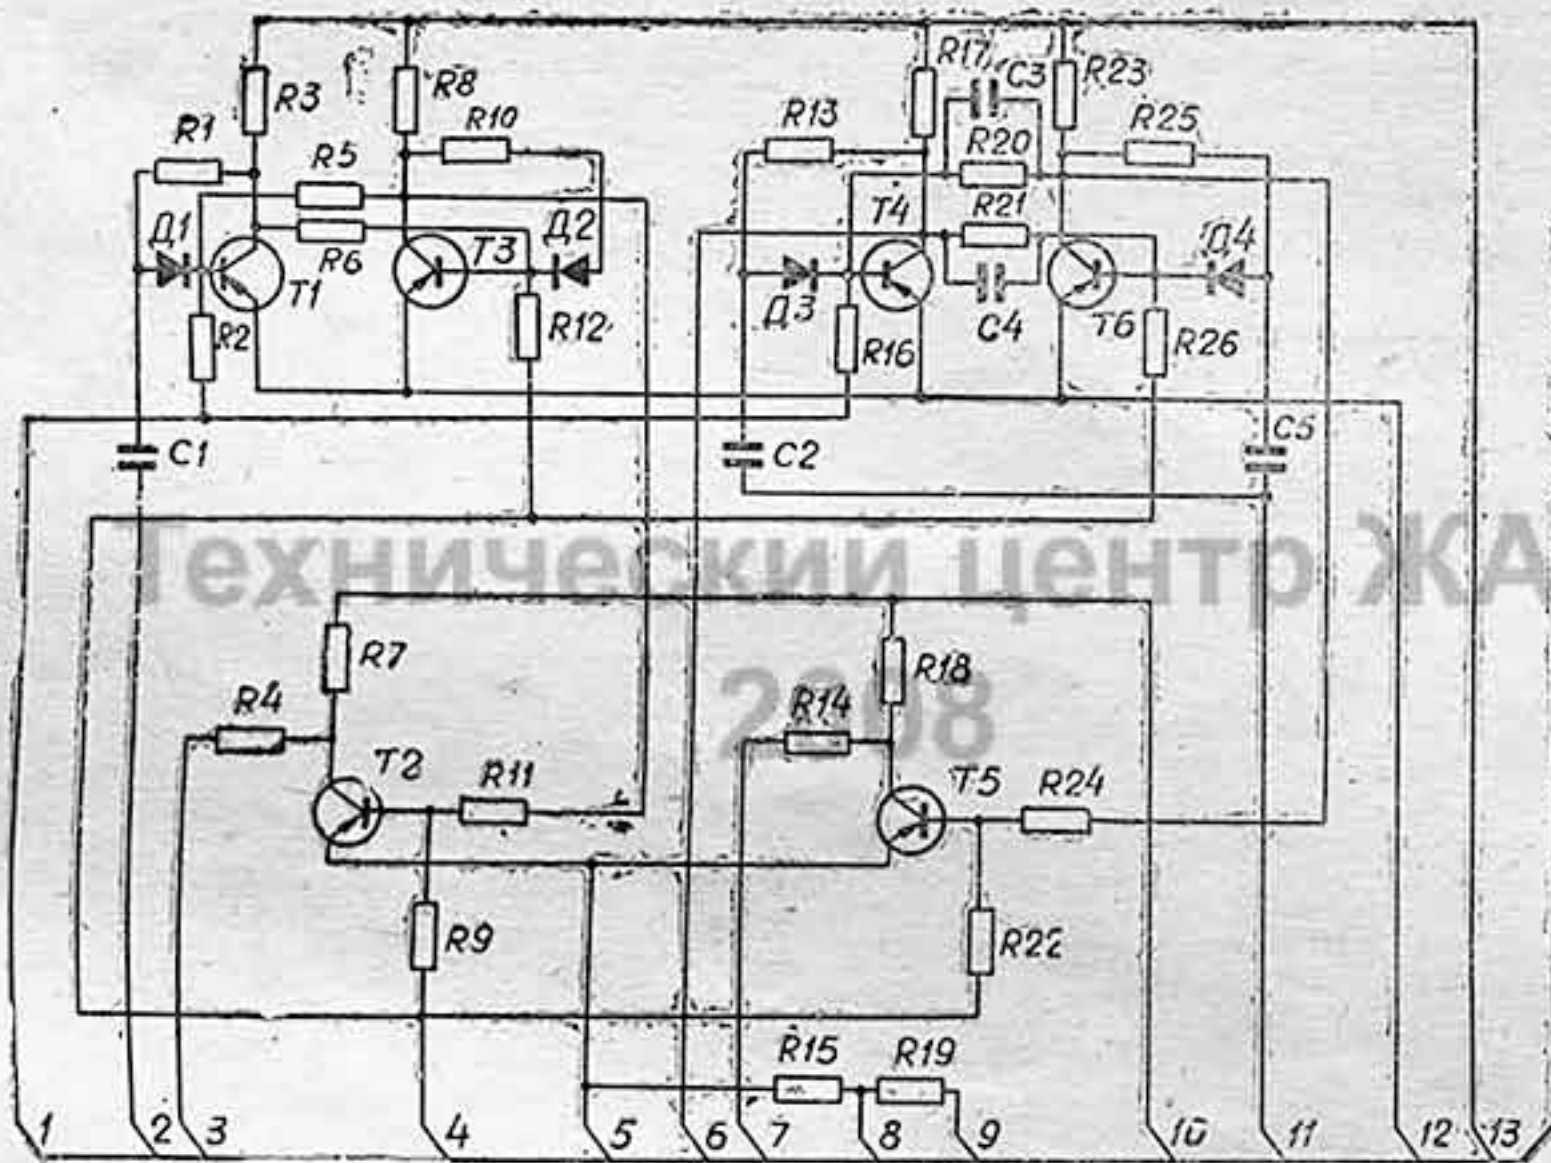 R17 C3 R23
R3 R8
R1 R10 R13 R25
R5 R20
Д1 Д2 T4 R21 Д4
R6 T3
T1 Д3 C4 T6
R2 R12 R16 R26
C1 C2 C5
Технический центр ЖА
2008
R7 R18
R4 R14
T2 R11 T5 R24
R9 R22
R15 R19
1 2 3 4 5 6 7 8 9 10 11 12 13